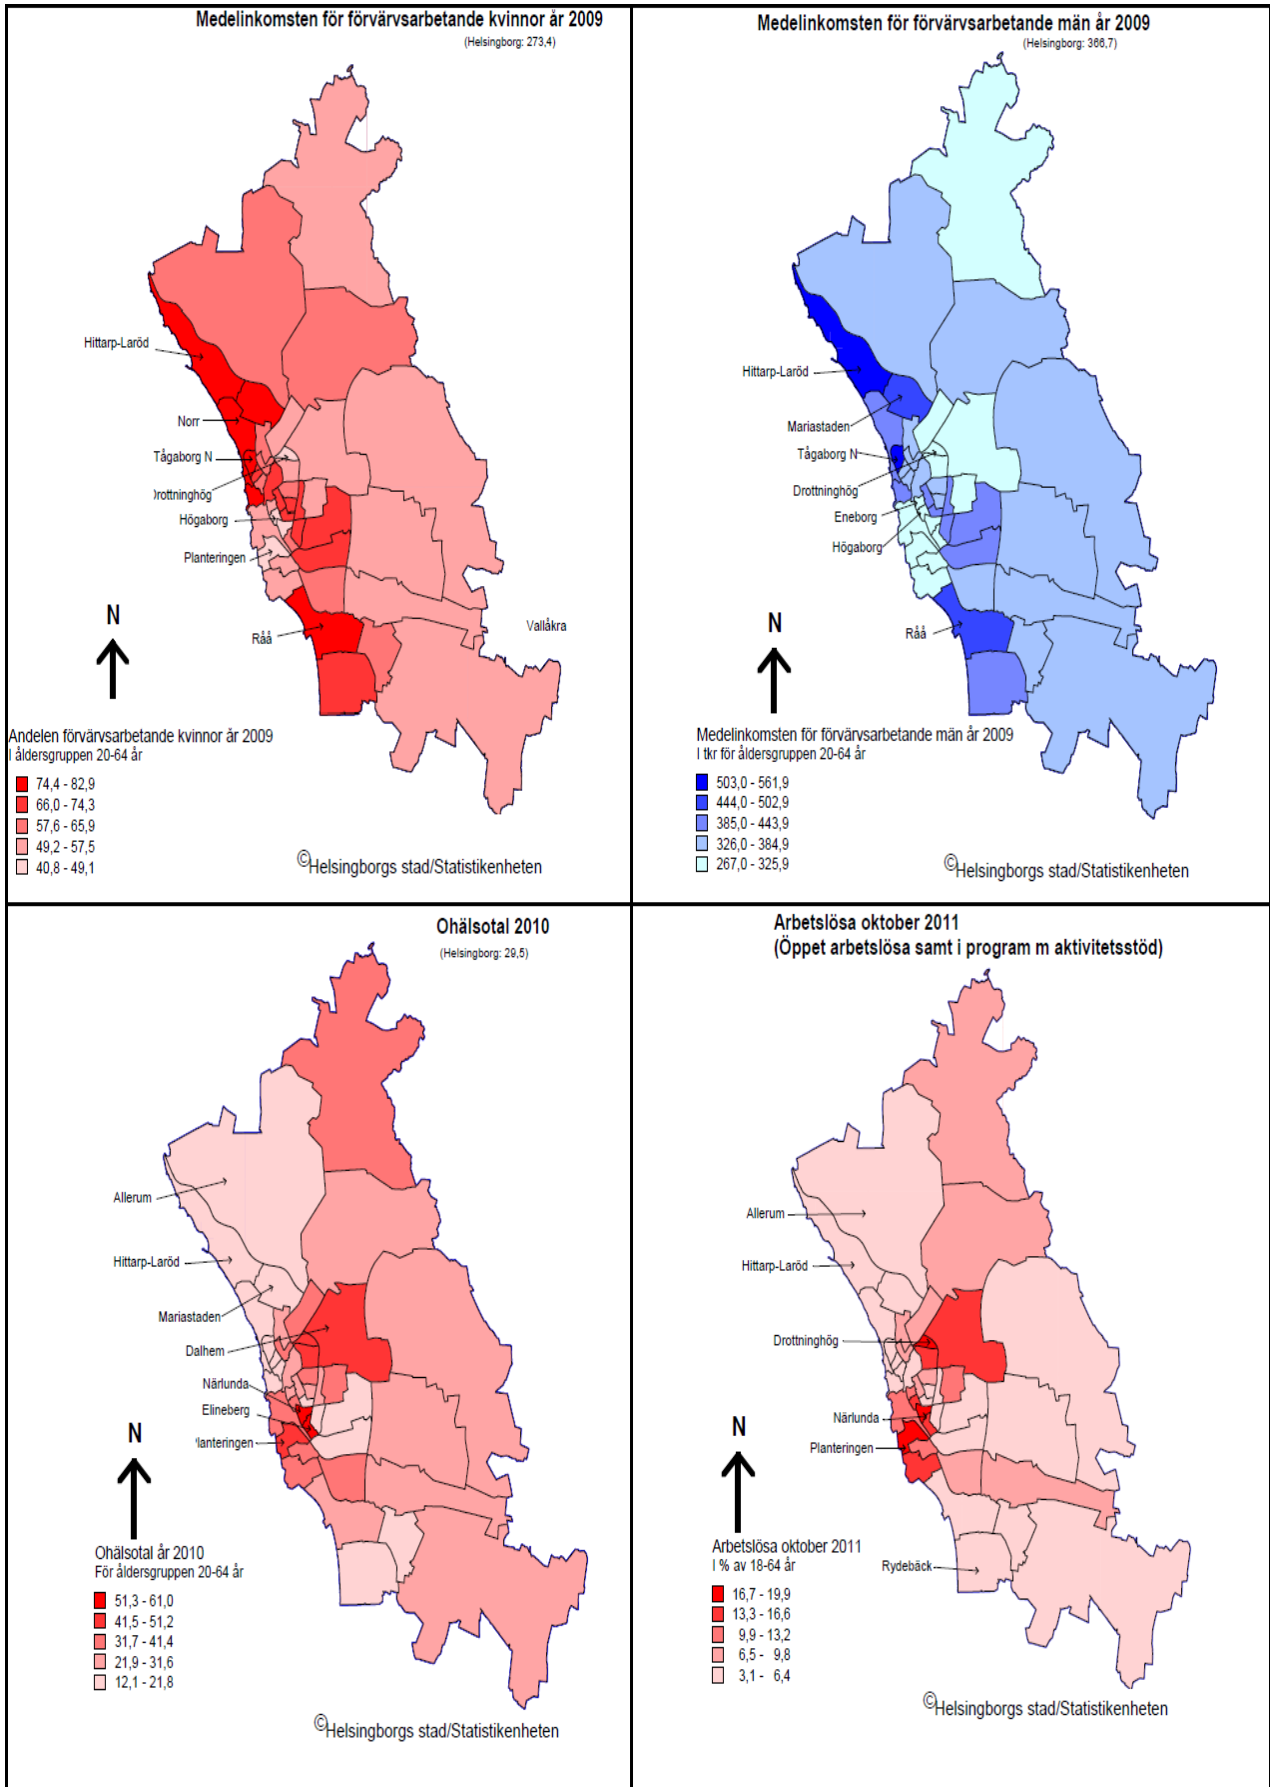 Medelinkomsten för förvärvsarbetande kvinnor år 2009
(Helsingborg: 273,4)
Hittarp-Laröd
Norr
Tågaborg N
Drottninghög
Högaborg
Planteringen
N
Råå
Vallåkra
Andelen förvärvsarbetande kvinnor år 2009
I åldersgruppen 20-64 år
74,4 - 82,9
66,0 - 74,3
57,6 - 65,9
49,2 - 57,5
40,8 - 49,1
©Helsingborgs stad/Statistikenheten
Medelinkomsten för förvärvsarbetande män år 2009
(Helsingborg: 366,7)
Hittarp-Laröd
Mariastaden
Tågaborg N
Drottninghög
Eneborg
Högaborg
N
Råå
Medelinkomsten för förvärvsarbetande män år 2009
I tkr för åldersgruppen 20-64 år
503,0 - 561,9
444,0 - 502,9
385,0 - 443,9
326,0 - 384,9
267,0 - 325,9
©Helsingborgs stad/Statistikenheten
Ohälsotal 2010
(Helsingborg: 29,5)
Allerum
Hittarp-Laröd
Mariastaden
Dalhem
Närlunda
Elineberg
Planteringen
N
Ohälsotal år 2010
För åldersgruppen 20-64 år
51,3 - 61,0
41,5 - 51,2
31,7 - 41,4
21,9 - 31,6
12,1 - 21,8
©Helsingborgs stad/Statistikenheten
Arbetslösa oktober 2011
(Öppet arbetslösa samt i program m aktivitetsstöd)
Allerum
Hittarp-Laröd
Drottninghög
Närlunda
Planteringen
N
Rydebäck
Arbetslösa oktober 2011
I % av 18-64 år
16,7 - 19,9
13,3 - 16,6
9,9 - 13,2
6,5 - 9,8
3,1 - 6,4
©Helsingborgs stad/Statistikenheten